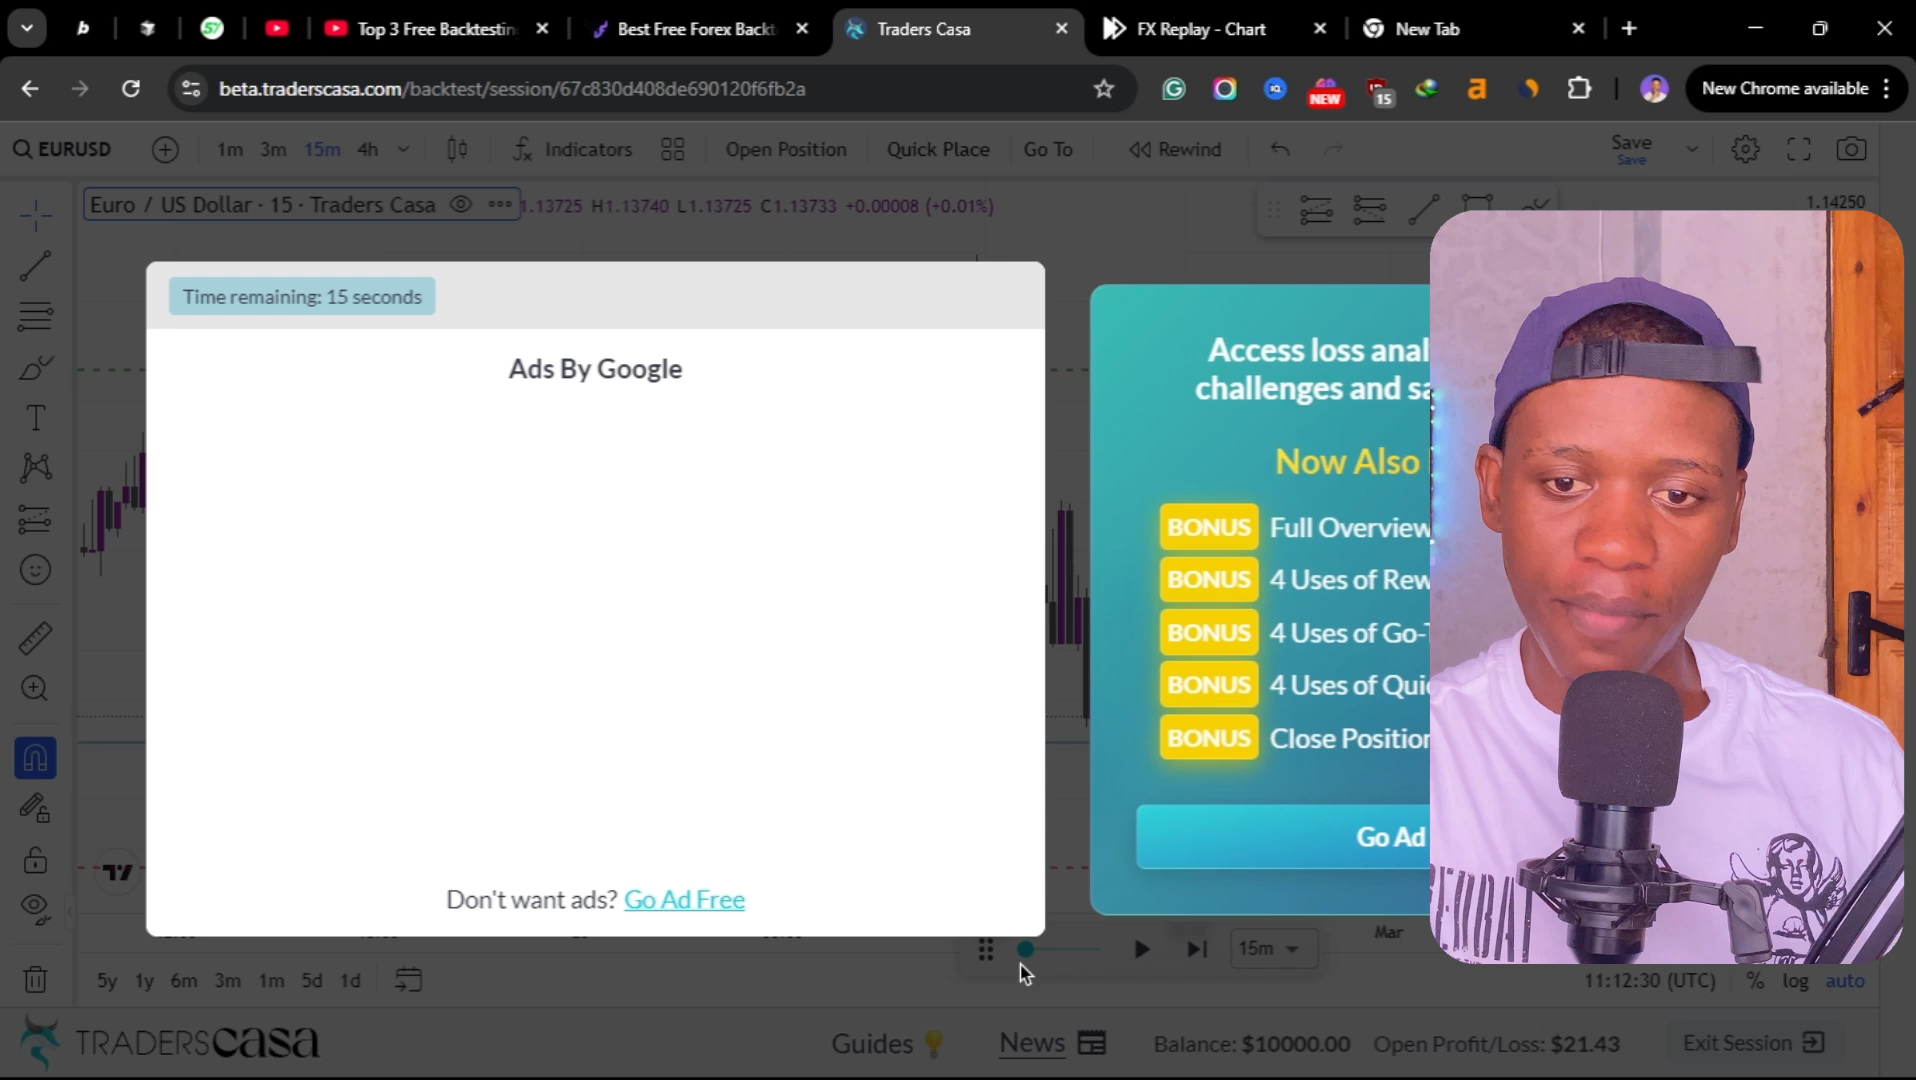 Top 3 Free Backtestin
Best Free Forex Backt
Traders Casa
FX Replay - Chart
New Tab
beta.traderscasa.com/backtest/session/67c830d408de690120f6fb2a
NEW
15
New Chrome available
EURUSD
1m 3m 15m 4h
Indicators
Open Position
Quick Place
Go To
Rewind
Save
Save
Euro / US Dollar · 15 · Traders Casa
1.13725 H1.13740 L1.13725 C1.13733 +0.00008 (+0.01%)
1.14250
Time remaining: 15 seconds
Ads By Google
Don't want ads? Go Ad Free
Access loss anal
challenges and sa
Now Also
BONUS Full Overview
BONUS 4 Uses of Rew
BONUS 4 Uses of Go-T
BONUS 4 Uses of Quic
BONUS Close Position
Go Ad
15m
Mar
5y 1y 6m 3m 1m 5d 1d
11:12:30 (UTC) % log auto
TRADERSCASA
Guides
News
Balance: $10000.00
Open Profit/Loss: $21.43
Exit Session